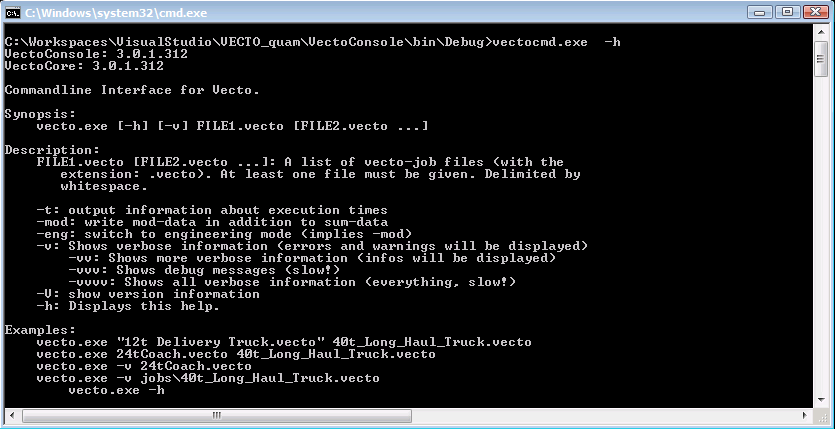 C:\Windows\system32\cmd.exe
C:\Workspaces\VisualStudio\VECTO_quam\VectoConsole\bin\Debug>vectocmd.exe  -h
VectoConsole: 3.0.1.312
VectoCore: 3.0.1.312

Commandline Interface for Vecto.

Synopsis:
    vecto.exe [-h] [-v] FILE1.vecto [FILE2.vecto ...]

Description:
    FILE1.vecto [FILE2.vecto ...]: A list of vecto-job files (with the
       extension: .vecto). At least one file must be given. Delimited by
       whitespace.

    -t: output information about execution times
    -mod: write mod-data in addition to sum-data
    -eng: switch to engineering mode (implies -mod)
    -v: Shows verbose information (errors and warnings will be displayed)
        -vv: Shows more verbose information (infos will be displayed)
        -vvv: Shows debug messages (slow!)
        -vvvv: Shows all verbose information (everything, slow!)
    -V: show version information
    -h: Displays this help.

Examples:
    vecto.exe "12t Delivery Truck.vecto" 40t_Long_Haul_Truck.vecto
    vecto.exe 24tCoach.vecto 40t_Long_Haul_Truck.vecto
    vecto.exe -v 24tCoach.vecto
    vecto.exe -v jobs\40t_Long_Haul_Truck.vecto
        vecto.exe -h